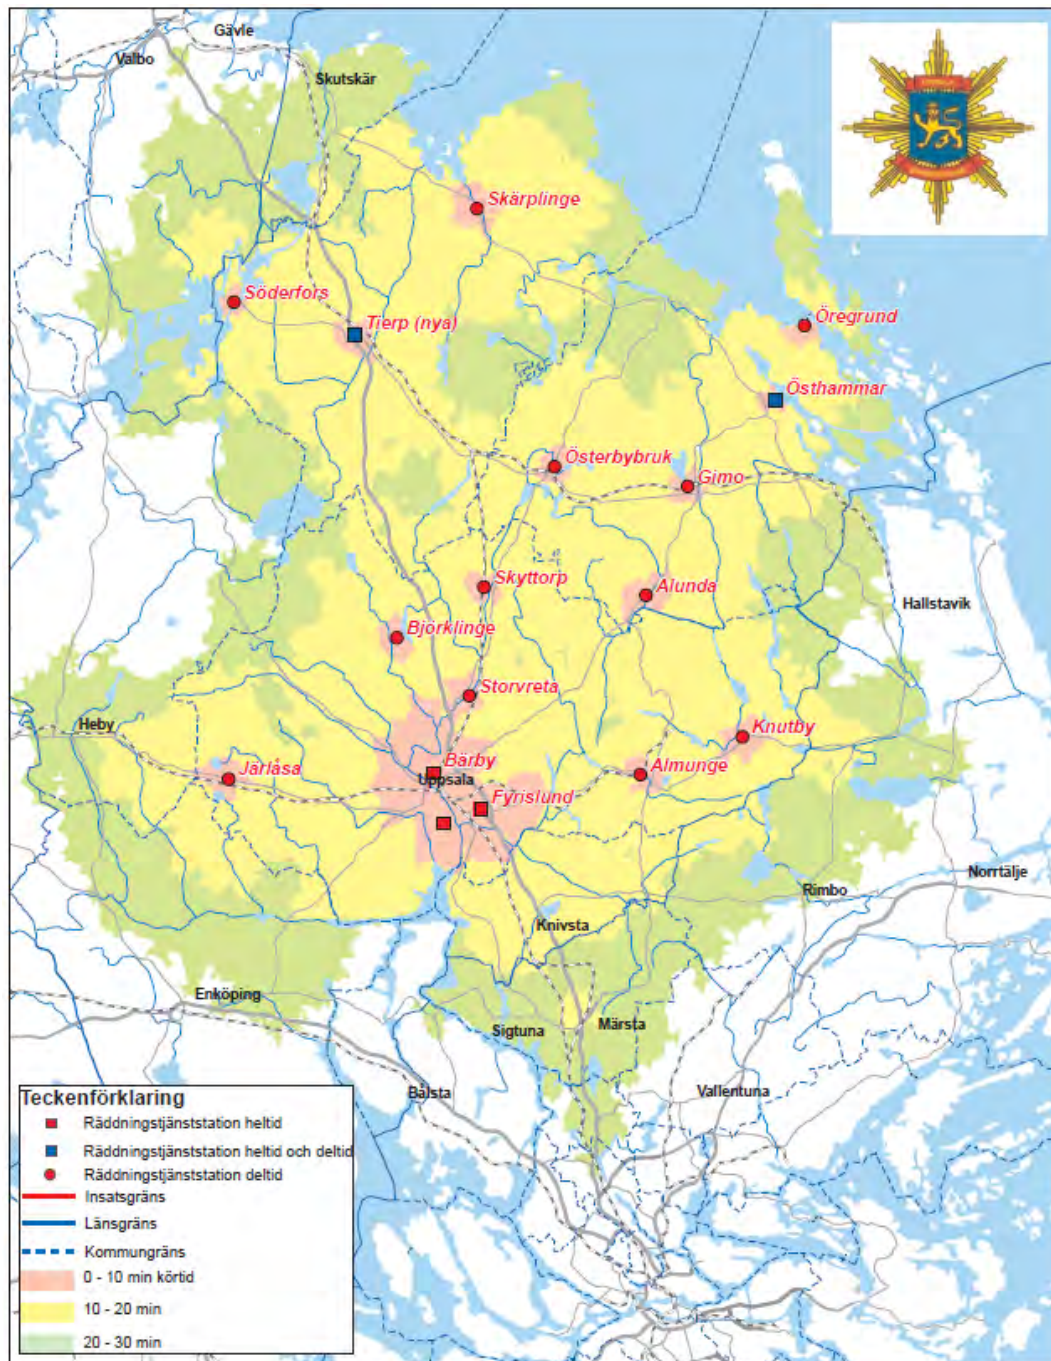 Gävle
Valbo
Skutskär
Skärplinge
Söderfors
Tierp (nya)
Öregrund
Östhammar
Österbybruk
Gimo
Skyttorp
Alunda
Hallstavik
Björklinge
Storvreta
Heby
Knutby
Järlåsa
Bärby
Uppsala
Almunge
Fyrislund
Norrtälje
Rimbo
Knivsta
Enköping
Sigtuna
Märsta
Bålsta
Vallentuna
Teckenförklaring
Räddningstjänststation heltid
Räddningstjänststation heltid och deltid
Räddningstjänststation deltid
Insatsgräns
Länsgräns
Kommungräns
0 - 10 min körtid
10 - 20 min
20 - 30 min